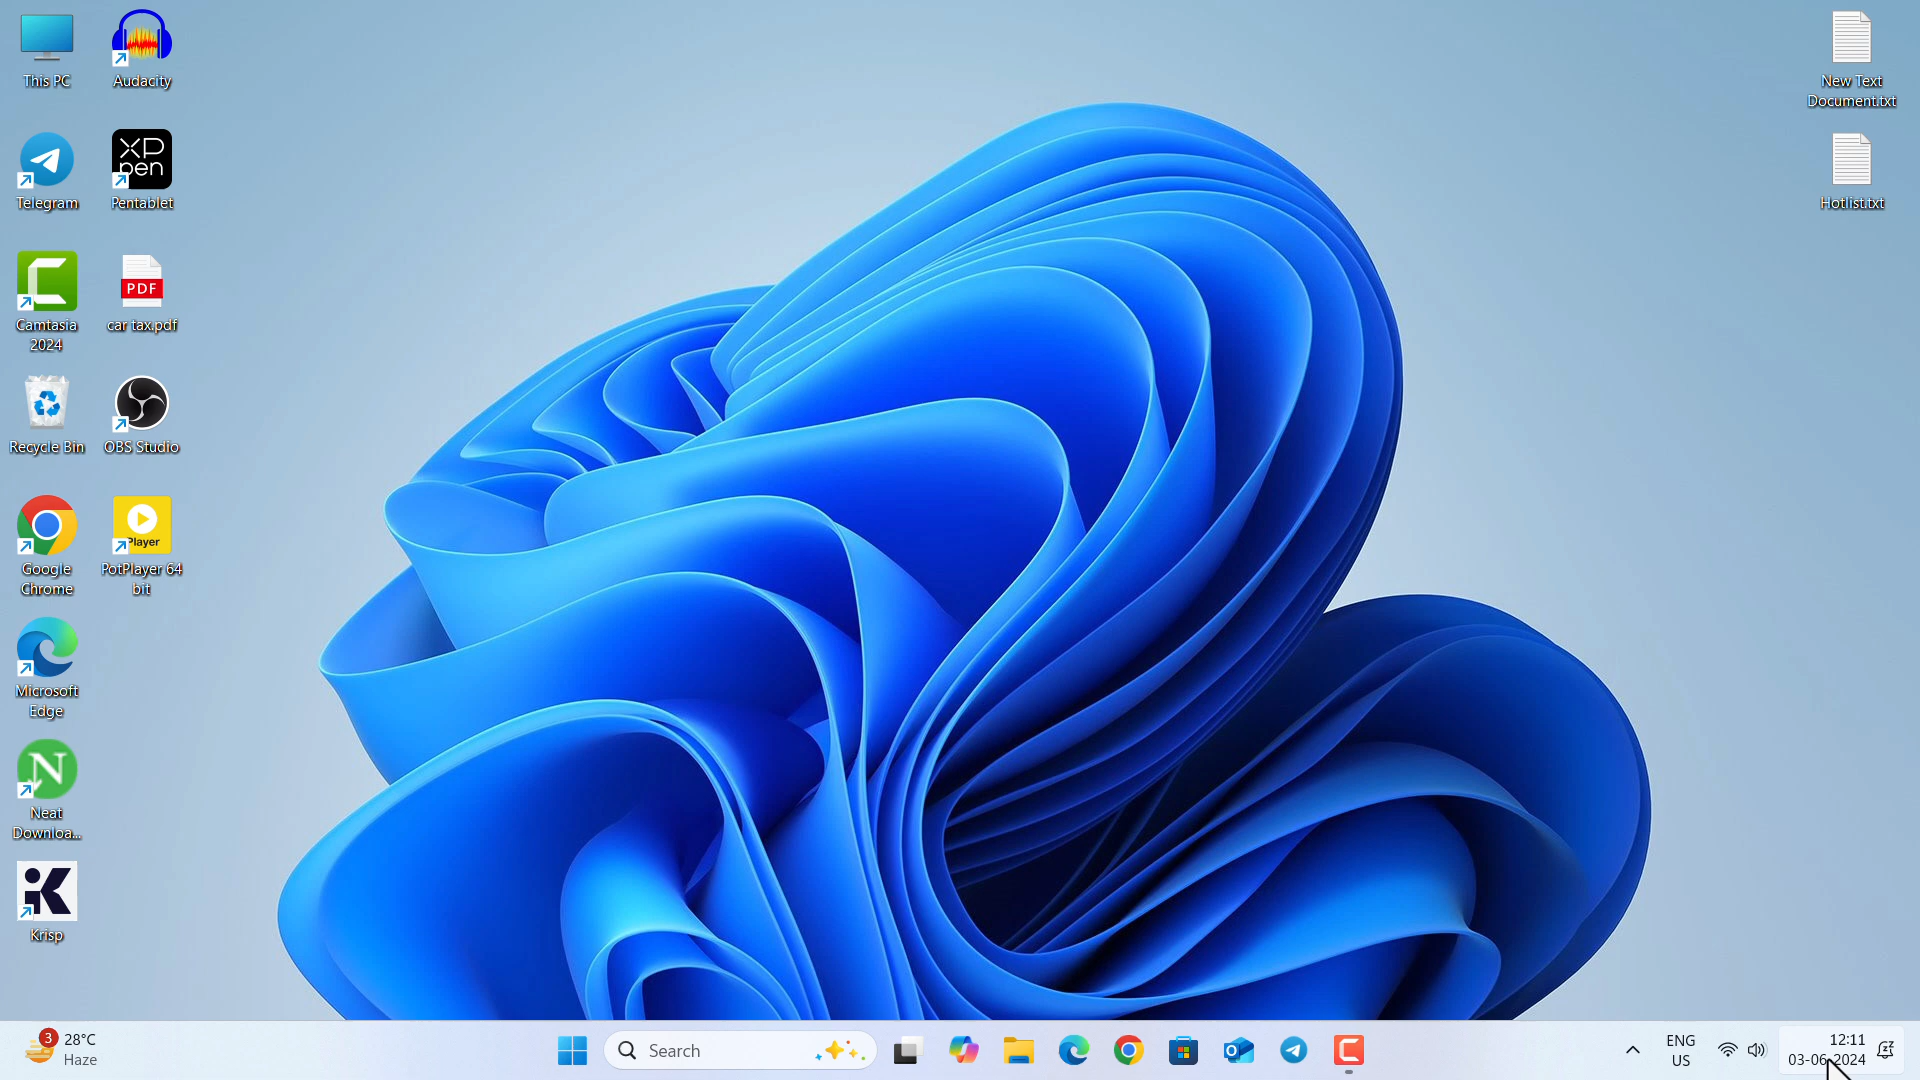 This PC
Audacity
New Text
Document.txt
XP
pen
Telegram
Pentablet
Hotlist.txt
PDF
Camtasia
2024
car tax.pdf
Recycle Bin
OBS Studio
Player
Google
Chrome
PotPlayer 64
bit
Microsoft
Edge
N
Neat
Downloa...
Krisp
3
28°C
Haze
Search
ENG
US
12:11
03-06-2024